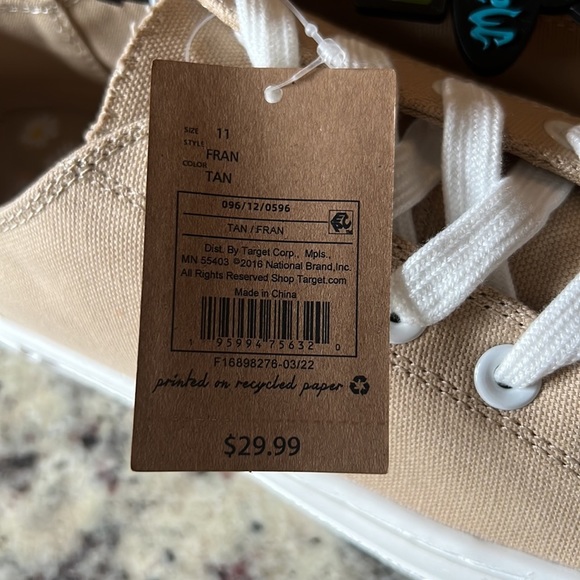 SIZE 11
STYLE
FRAN
COLOR
TAN
096/12/0596
TAN / FRAN
Dist. By Target Corp., Mpls.,
MN 55403 ©2016 National Brand,Inc.
All Rights Reserved Shop Target.com
Made in China
1 95994 75632 0
F16898276-03/22
printed on recycled paper
$29.99